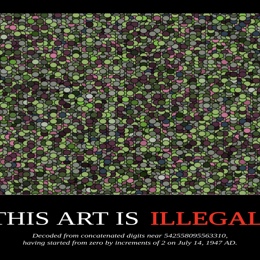 THIS ART IS ILLEGAL
Decoded from concatenated digits near 542558095563310,
having started from zero by increments of 2 on July 14, 1947 AD.